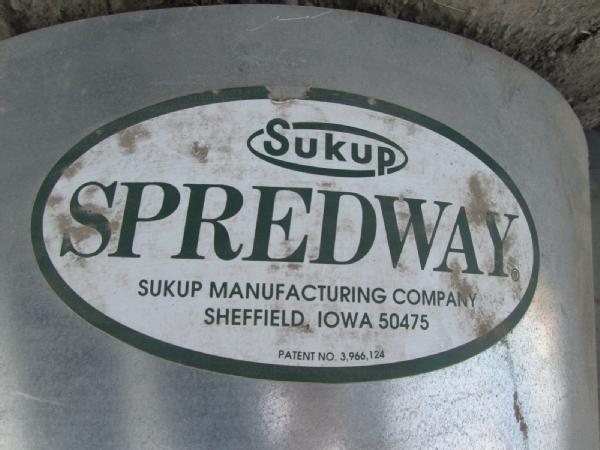 Sukup
SPREDWAY®
SUKUP MANUFACTURING COMPANY
SHEFFIELD, IOWA 50475
PATENT NO. 3,966,124